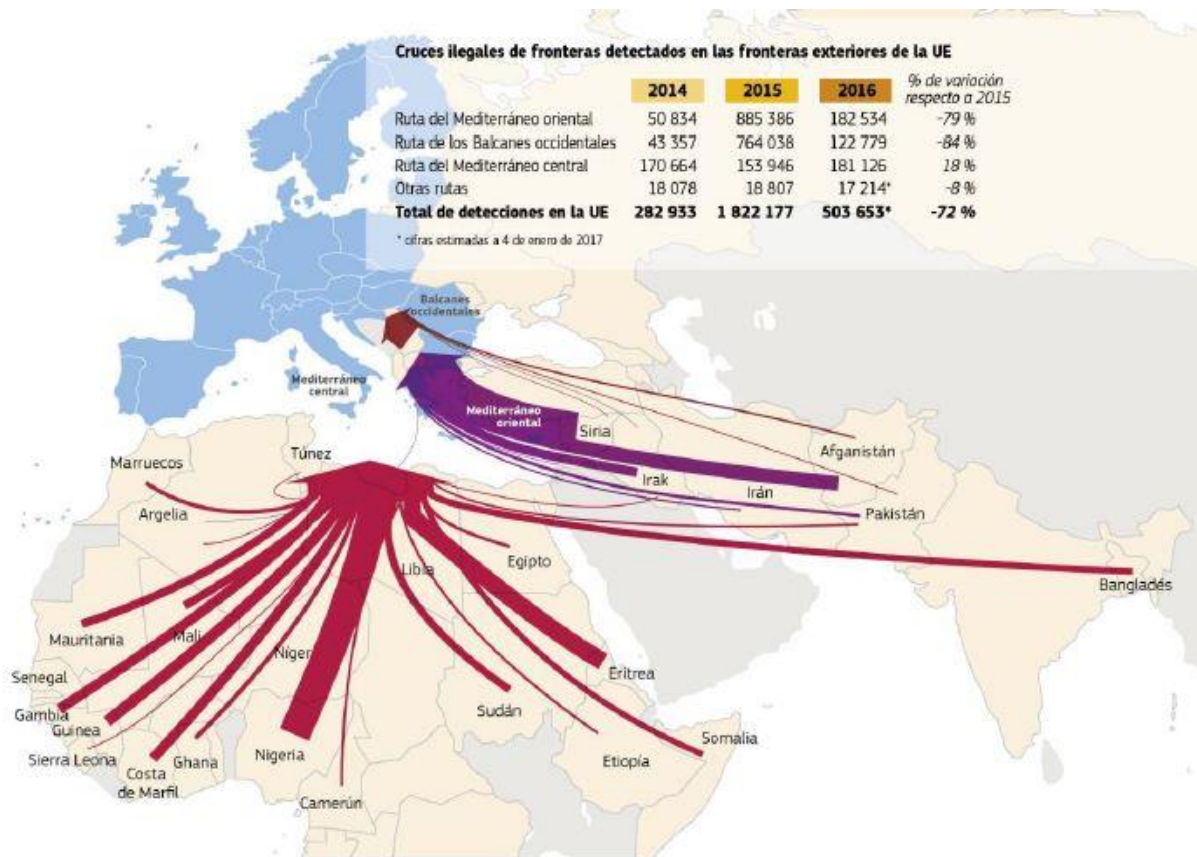 Cruces ilegales de fronteras detectados en las fronteras exteriores de la UE
2014 2015 2016 % de variación
respecto a 2015
Ruta del Mediterráneo oriental 50 834 885 386 182 534 -79 %
Ruta de los Balcanes occidentales 43 357 764 038 122 779 -84 %
Ruta del Mediterráneo central 170 664 153 946 181 126 18 %
Otras rutas 18 078 18 807 17 214* -8 %
Total de detecciones en la UE 282 933 1 822 177 503 653* -72 %
* cifras estimadas a 4 de enero de 2017
Balcanes
occidentales
Mediterráneo
central
Mediterráneo
oriental
Siria
Afganistán
Túnez
Marruecos
Irak
Irán
Argelia
Pakistán
Libia
Egipto
Bangladés
Mauritania
Mali
Níger
Senegal
Eritrea
Gambia
Guinea
Sudán
Somalia
Sierra Leona
Costa
de Marfil
Ghana
Nigeria
Etiopía
Camerún